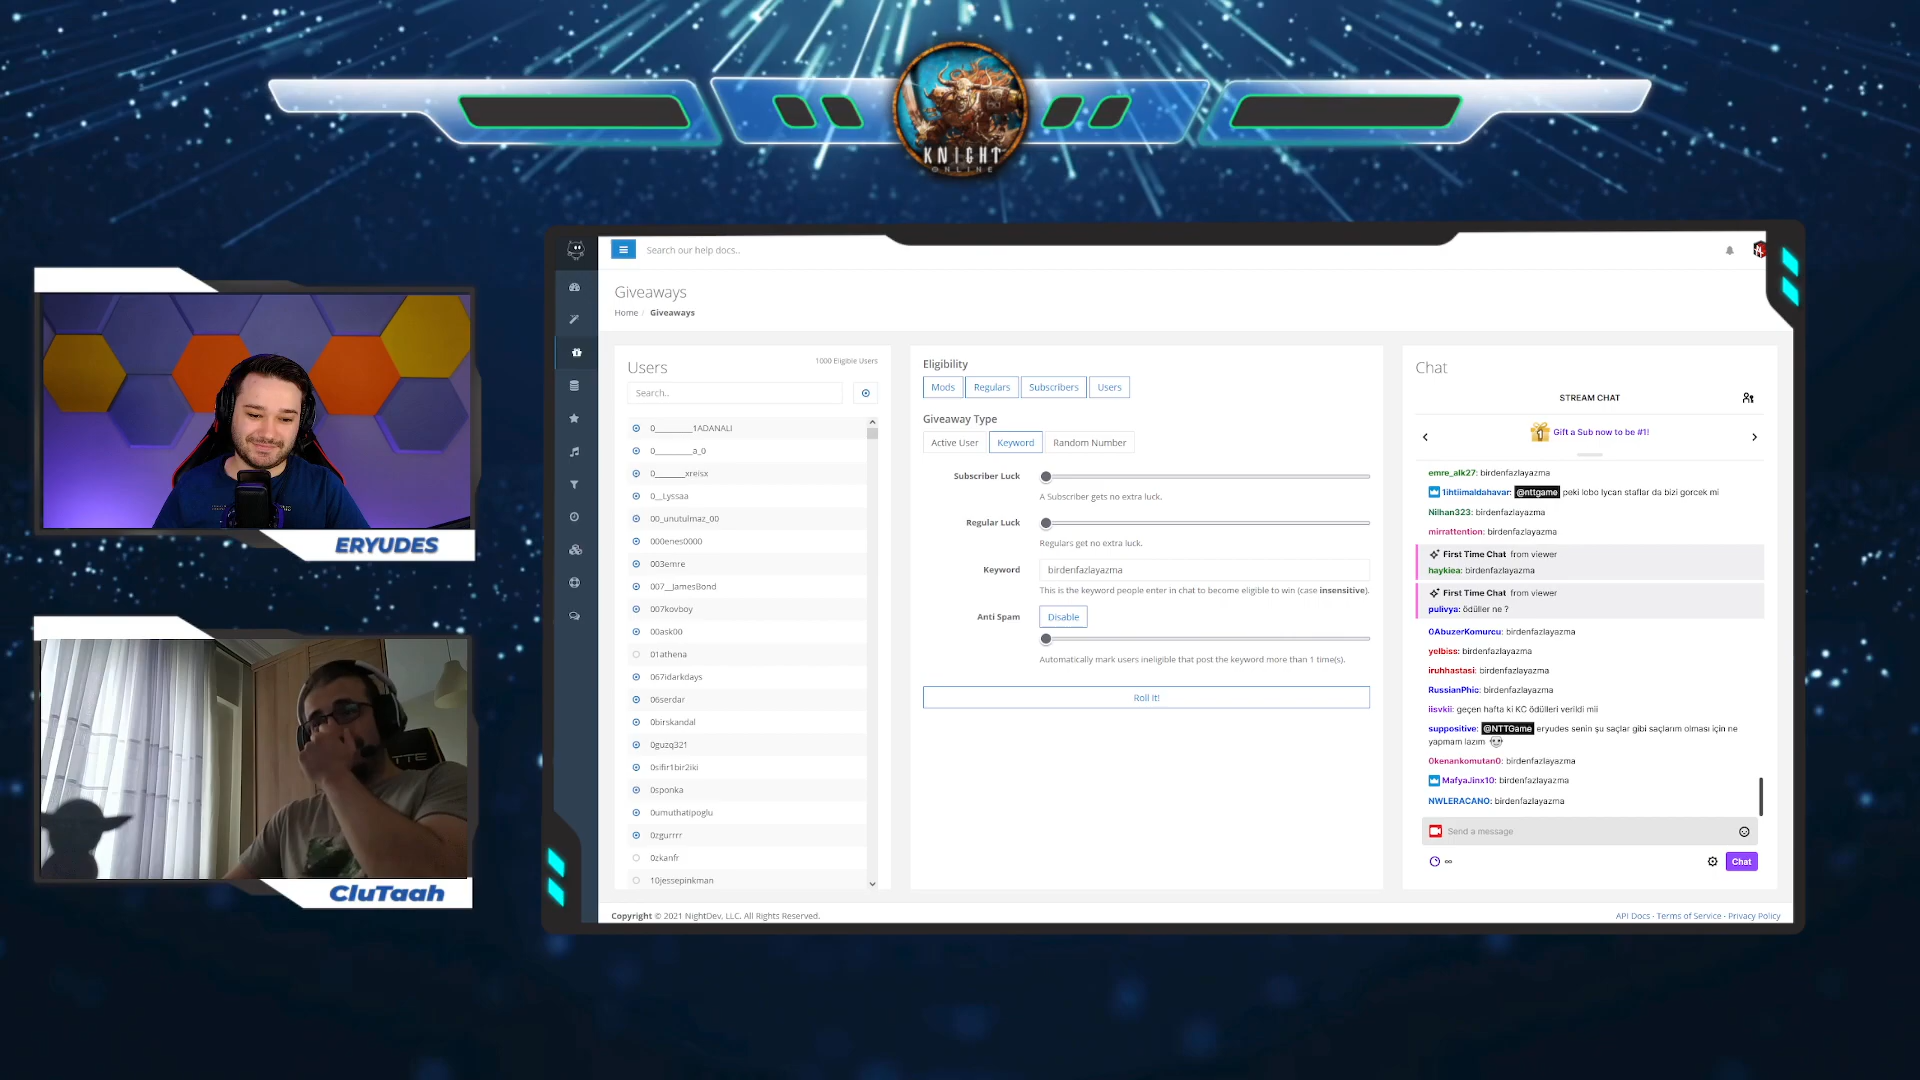 KNIGHT
ONLINE
Search our help docs..
Giveaways
Home / Giveaways
Users
1000 Eligible Users
Search..
0_________1ADANALI
0_________a_0
0_______xreisx
0__Lyssaa
00_unutulmaz_00
000enes0000
003emre
007__JamesBond
007kovboy
00ask00
01athena
067idarkdays
06serdar
0birskandal
0guzq321
0sifir1bir2iki
0sponka
0umuthatipoglu
0zgurrrr
0zkanfr
10jessepinkman
Eligibility
Mods
Regulars
Subscribers
Users
Giveaway Type
Active User
Keyword
Random Number
Subscriber Luck
A Subscriber gets no extra luck.
Regular Luck
Regulars get no extra luck.
Keyword
birdenfazlayazma
This is the keyword people enter in chat to become eligible to win (case insensitive).
Anti Spam
Disable
Automatically mark users ineligible that post the keyword more than 1 time(s).
Roll It!
Chat
STREAM CHAT
1
Gift a Sub now to be #1!
emre_alk27: birdenfazlayazma
1ihtiimaldahavar: @nttgame peki lobo lycan staflar da bizi gorcek mi
Nilhan323: birdenfazlayazma
mirrattention: birdenfazlayazma
First Time Chat from viewer
haykiea: birdenfazlayazma
First Time Chat from viewer
pulivya: ödüller ne ?
0AbuzerKomurcu: birdenfazlayazma
yelbiss: birdenfazlayazma
iruhhastasi: birdenfazlayazma
RussianPhic: birdenfazlayazma
iisvkii: geçen hafta ki KC ödülleri verildi mii
suppositive: @NTTGame eryudes senin şu saçlar gibi saçlarım olması için ne
yapmam lazım
0kenankomutan0: birdenfazlayazma
MafyaJinx10: birdenfazlayazma
NWLERACANO: birdenfazlayazma
Send a message
∞
Chat
Copyright © 2021 NightDev, LLC. All Rights Reserved.
API Docs · Terms of Service · Privacy Policy
ERYUDES
CluTaah